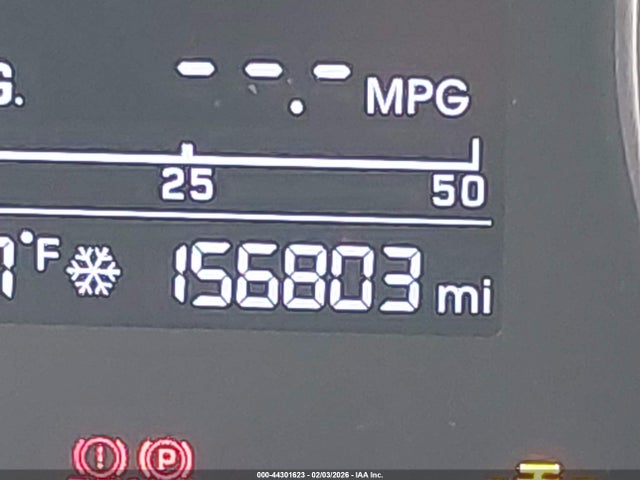 G. --.- MPG
25 50
°F 156803 mi
! P
000-44301623 - 02/03/2026 - IAA Inc.